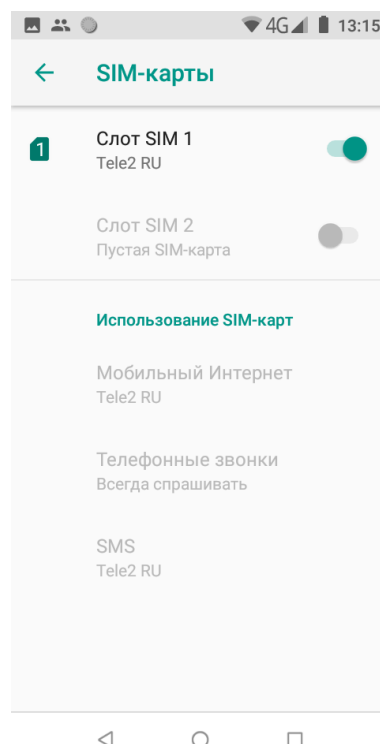 4G 13:15
SIM-карты
1
Слот SIM 1
Tele2 RU
Слот SIM 2
Пустая SIM-карта
Использование SIM-карт
Мобильный Интернет
Tele2 RU
Телефонные звонки
Всегда спрашивать
SMS
Tele2 RU